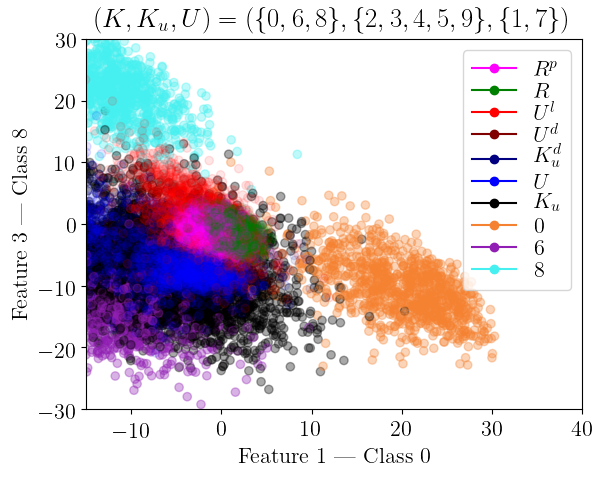 (K, K_u, U) = ({0, 6, 8}, {2, 3, 4, 5, 9}, {1, 7})
30
20
10
0
−10
−20
−30
Feature 3 — Class 8
R^p
R
U^l
U^d
K_u^d
U
K_u
0
6
8
−10
0
10
20
30
40
Feature 1 — Class 0